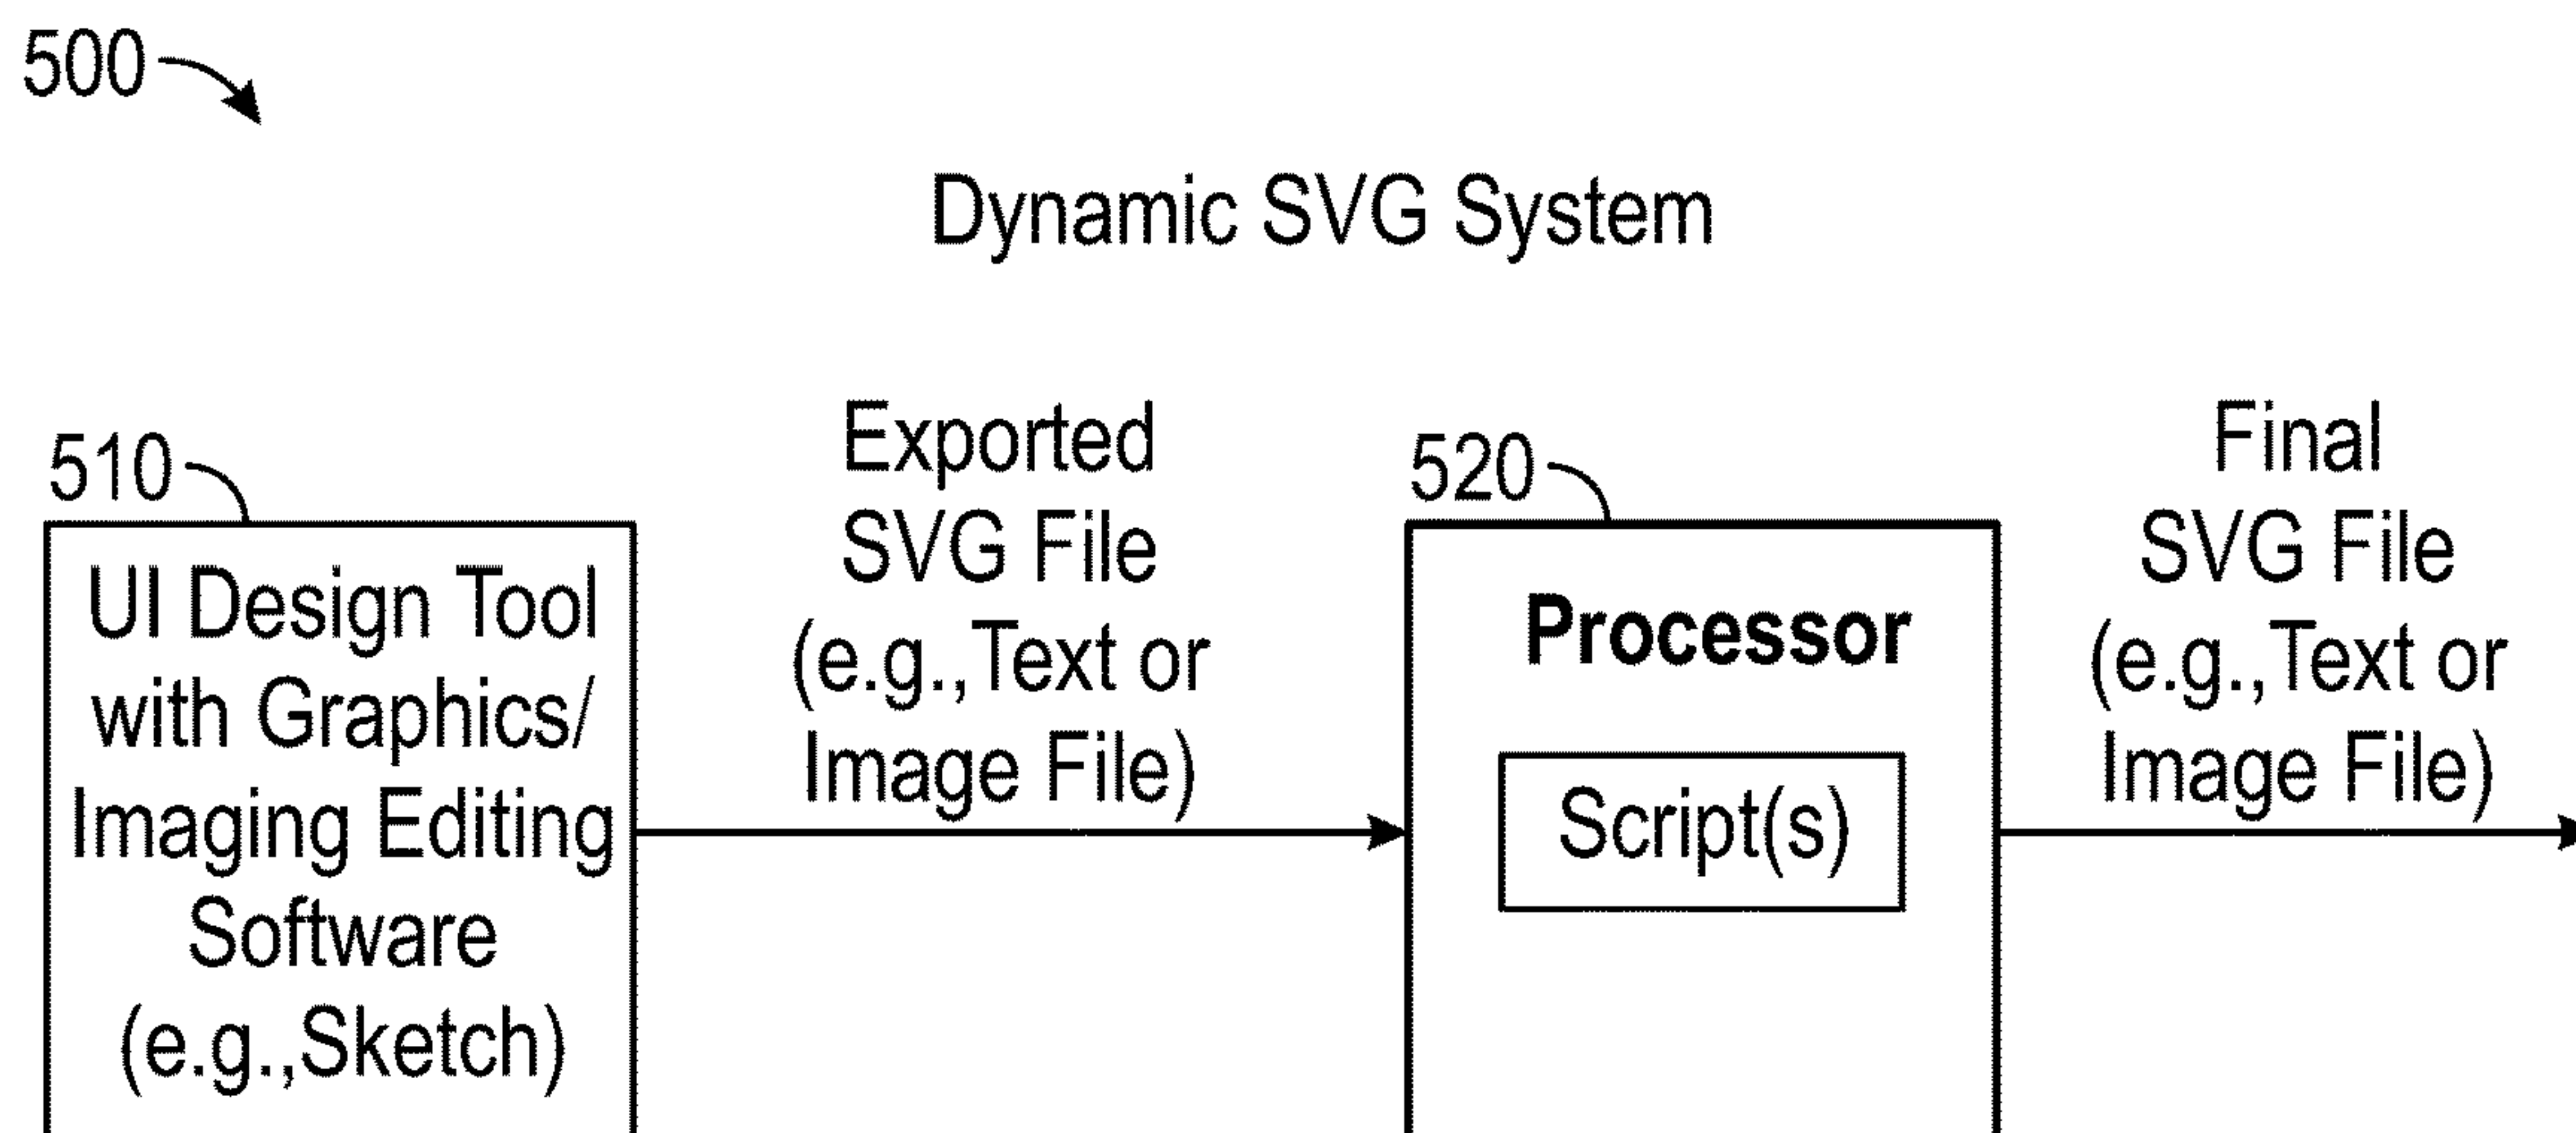 500
Dynamic SVG System
510
UI Design Tool
with Graphics/
Imaging Editing
Software
(e.g.,Sketch)
Exported
SVG File
(e.g.,Text or
Image File)
520
Processor
Script(s)
Final
SVG File
(e.g.,Text or
Image File)